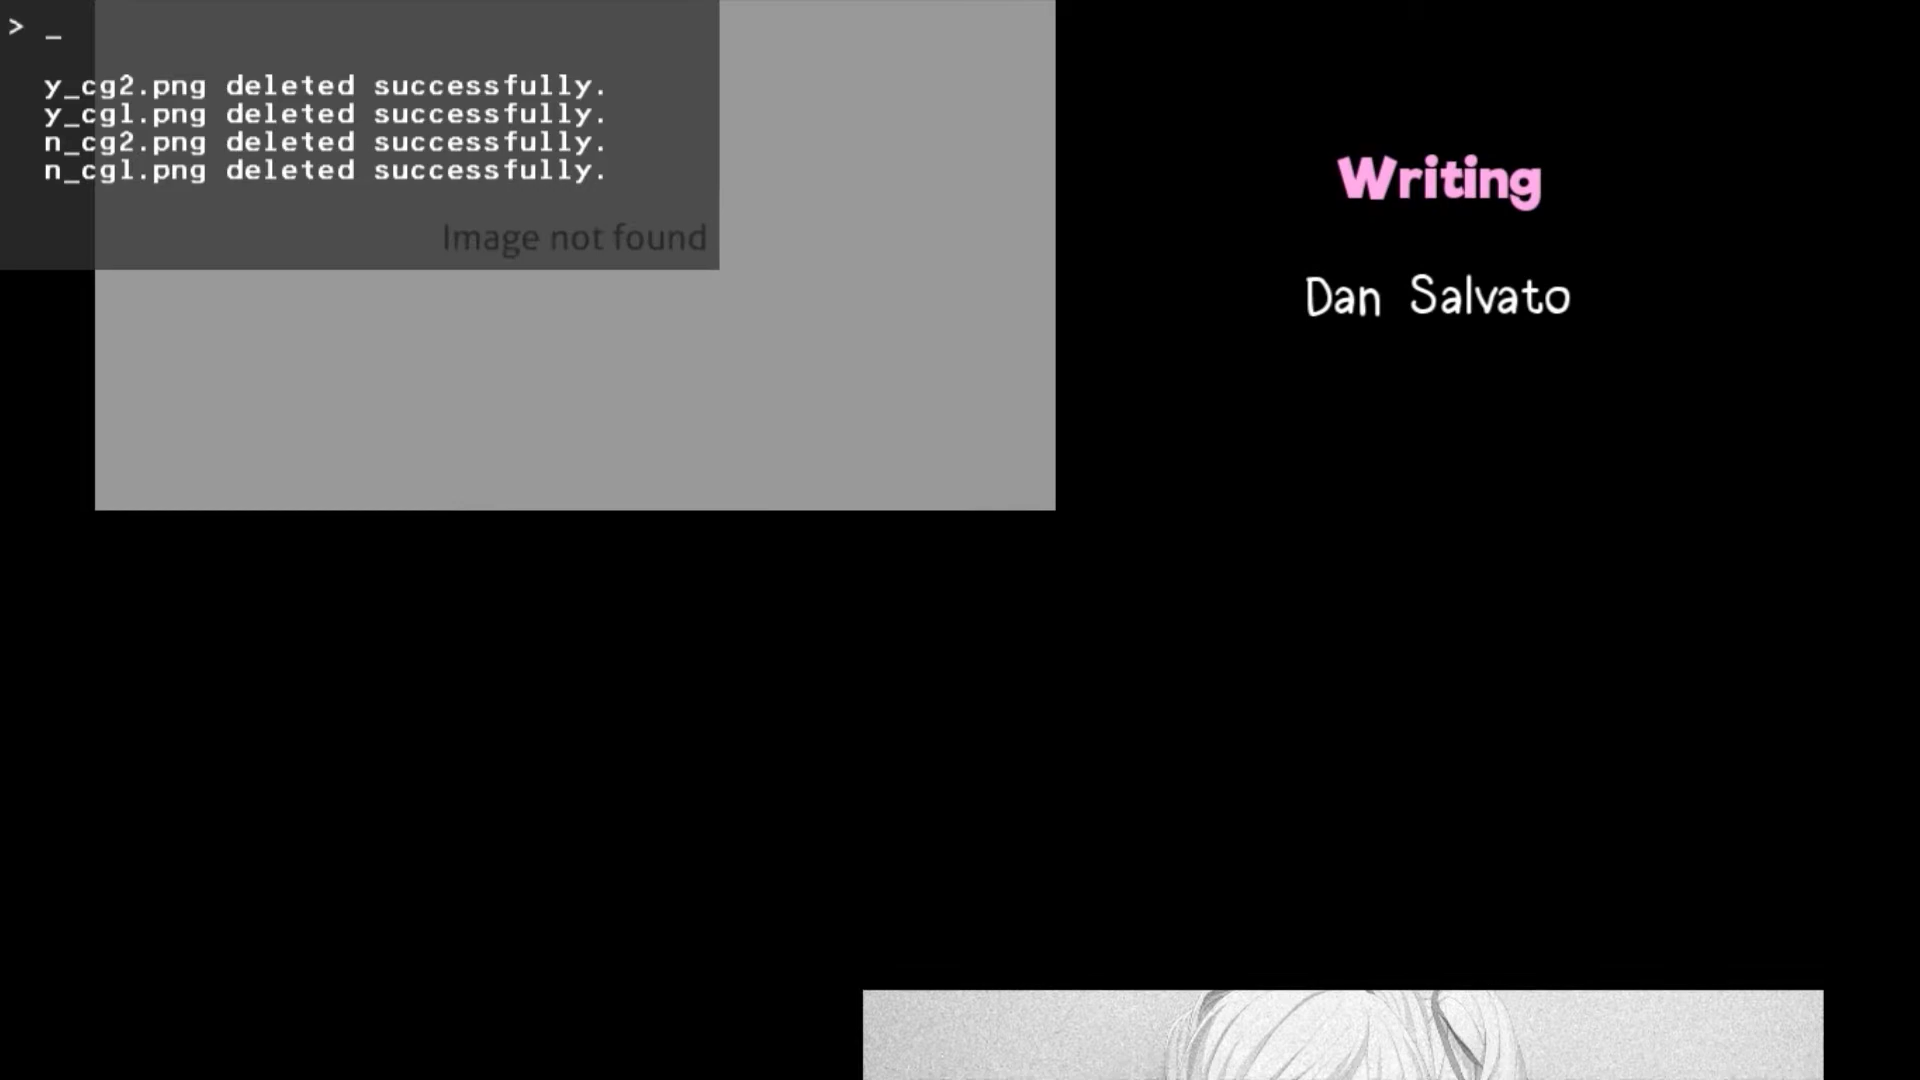 > _
y_cg2.png deleted successfully.
y_cg1.png deleted successfully.
n_cg2.png deleted successfully.
n_cg1.png deleted successfully.
Image not found
Writing
Dan Salvato